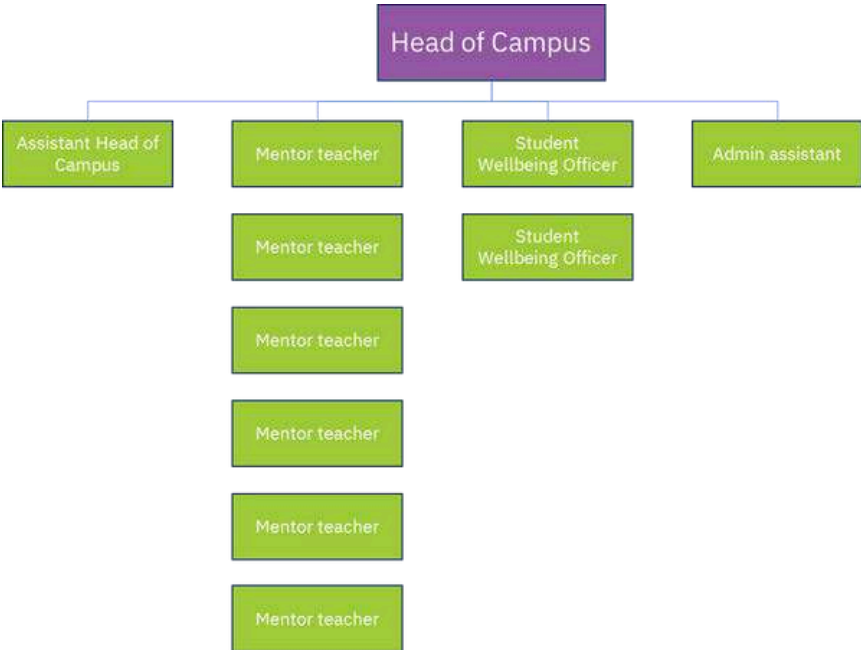 Head of Campus
Assistant Head of
Campus
Mentor teacher
Student
Wellbeing Officer
Admin assistant
Mentor teacher
Student
Wellbeing Officer
Mentor teacher
Mentor teacher
Mentor teacher
Mentor teacher